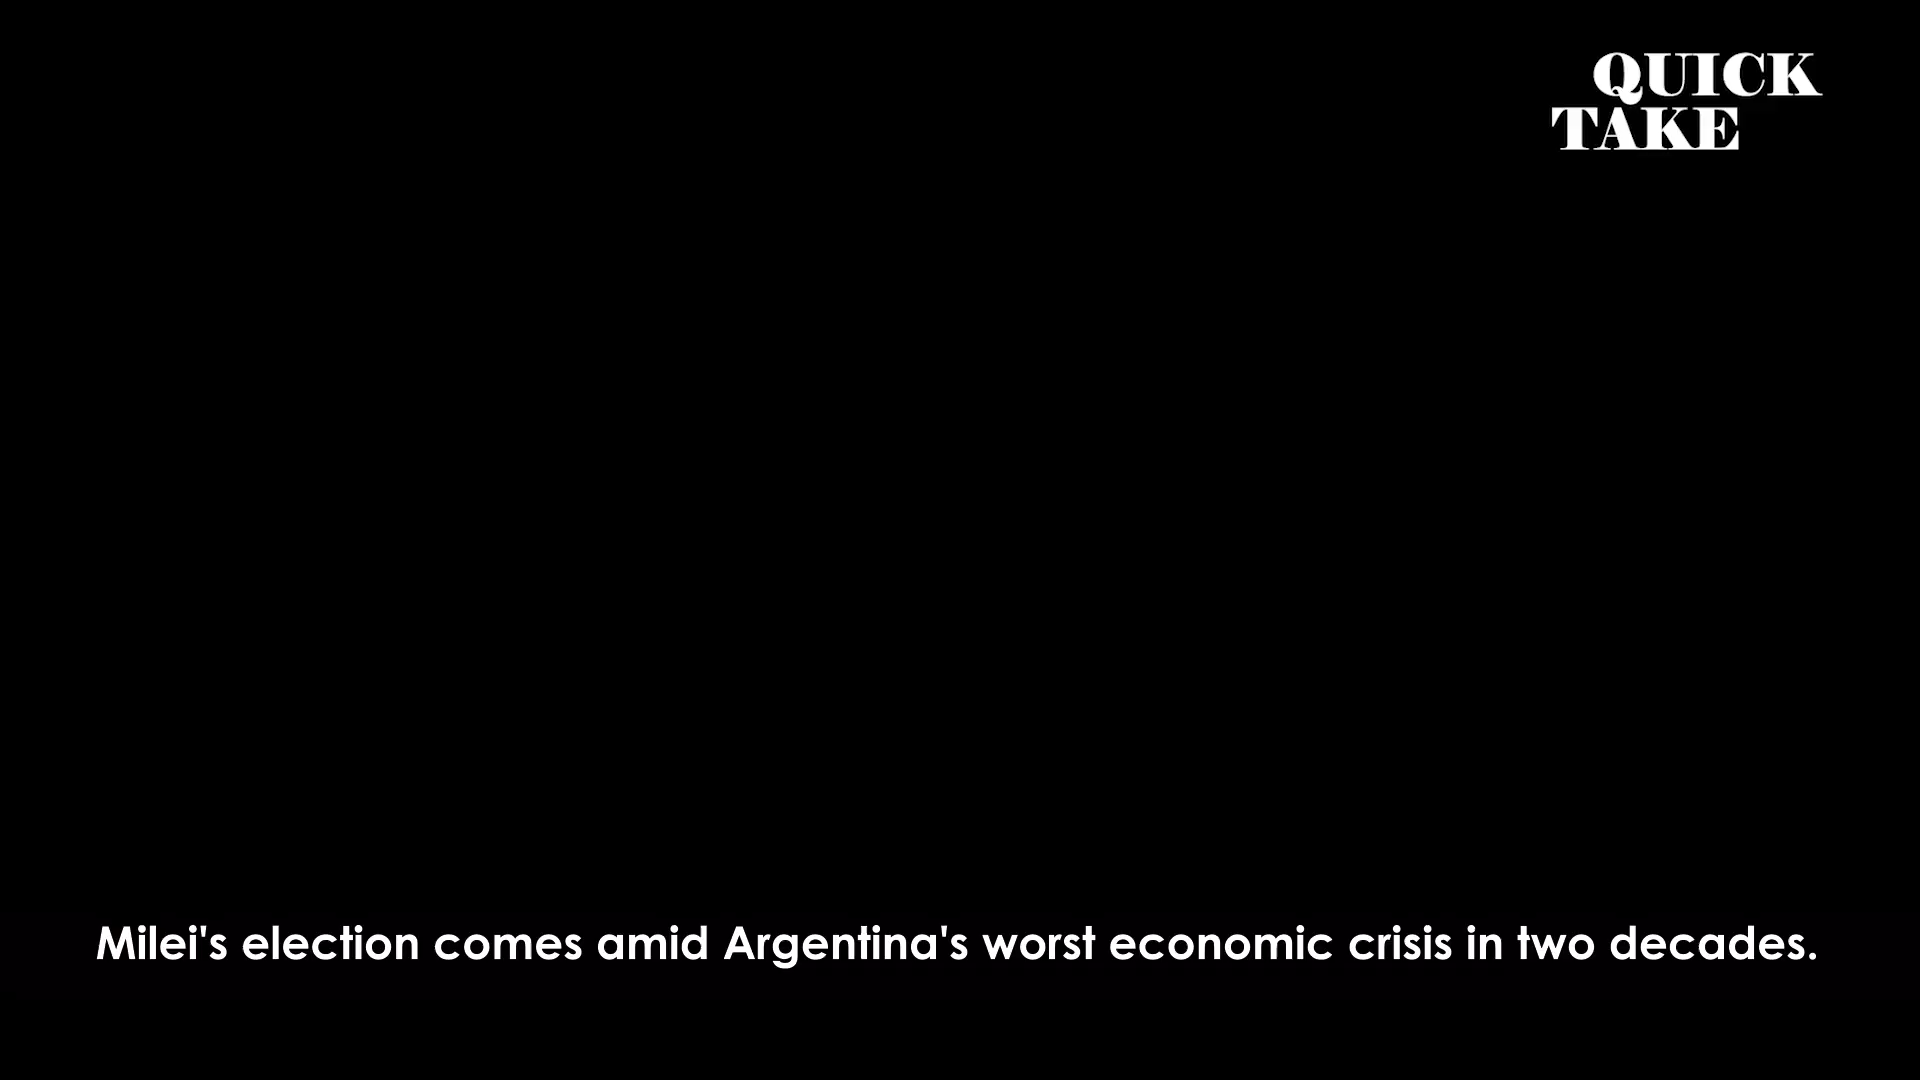 QUICK
TAKE
Milei's election comes amid Argentina's worst economic crisis in two decades.